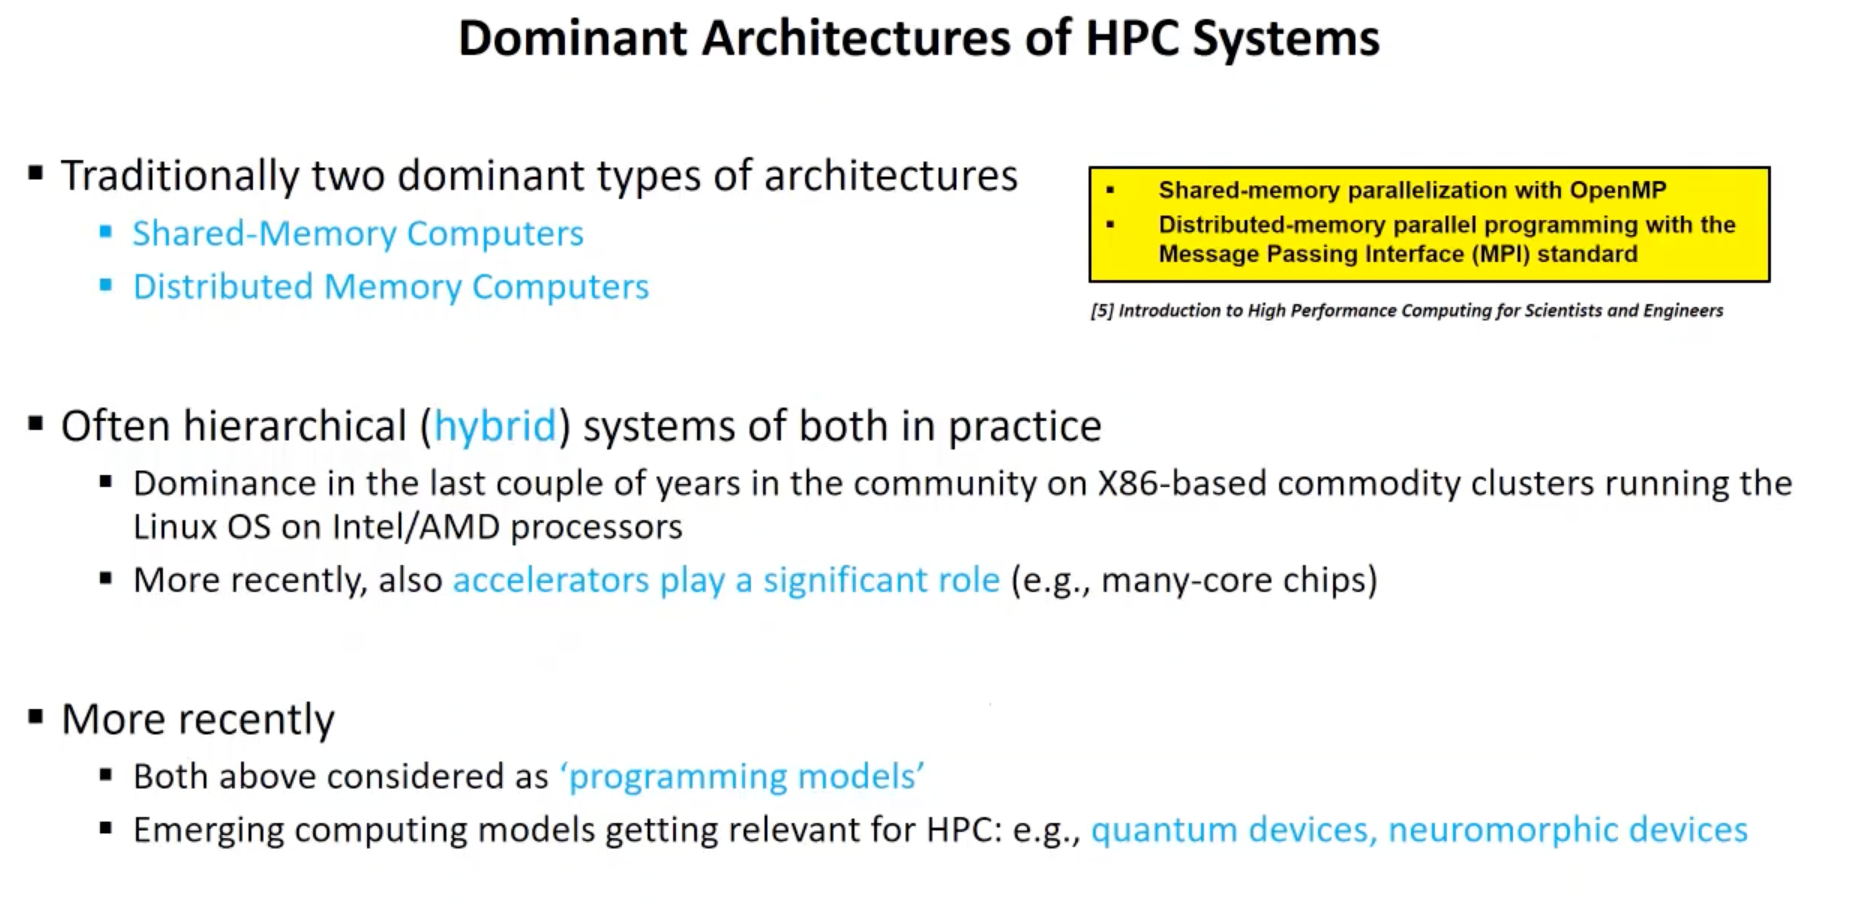 Dominant Architectures of HPC Systems
▪ Traditionally two dominant types of architectures
▪ Shared-Memory Computers
▪ Distributed Memory Computers
▪ Shared-memory parallelization with OpenMP
▪ Distributed-memory parallel programming with the
Message Passing Interface (MPI) standard
[5] Introduction to High Performance Computing for Scientists and Engineers
▪ Often hierarchical (hybrid) systems of both in practice
▪ Dominance in the last couple of years in the community on X86-based commodity clusters running the
Linux OS on Intel/AMD processors
▪ More recently, also accelerators play a significant role (e.g., many-core chips)
▪ More recently
▪ Both above considered as ‘programming models’
▪ Emerging computing models getting relevant for HPC: e.g., quantum devices, neuromorphic devices